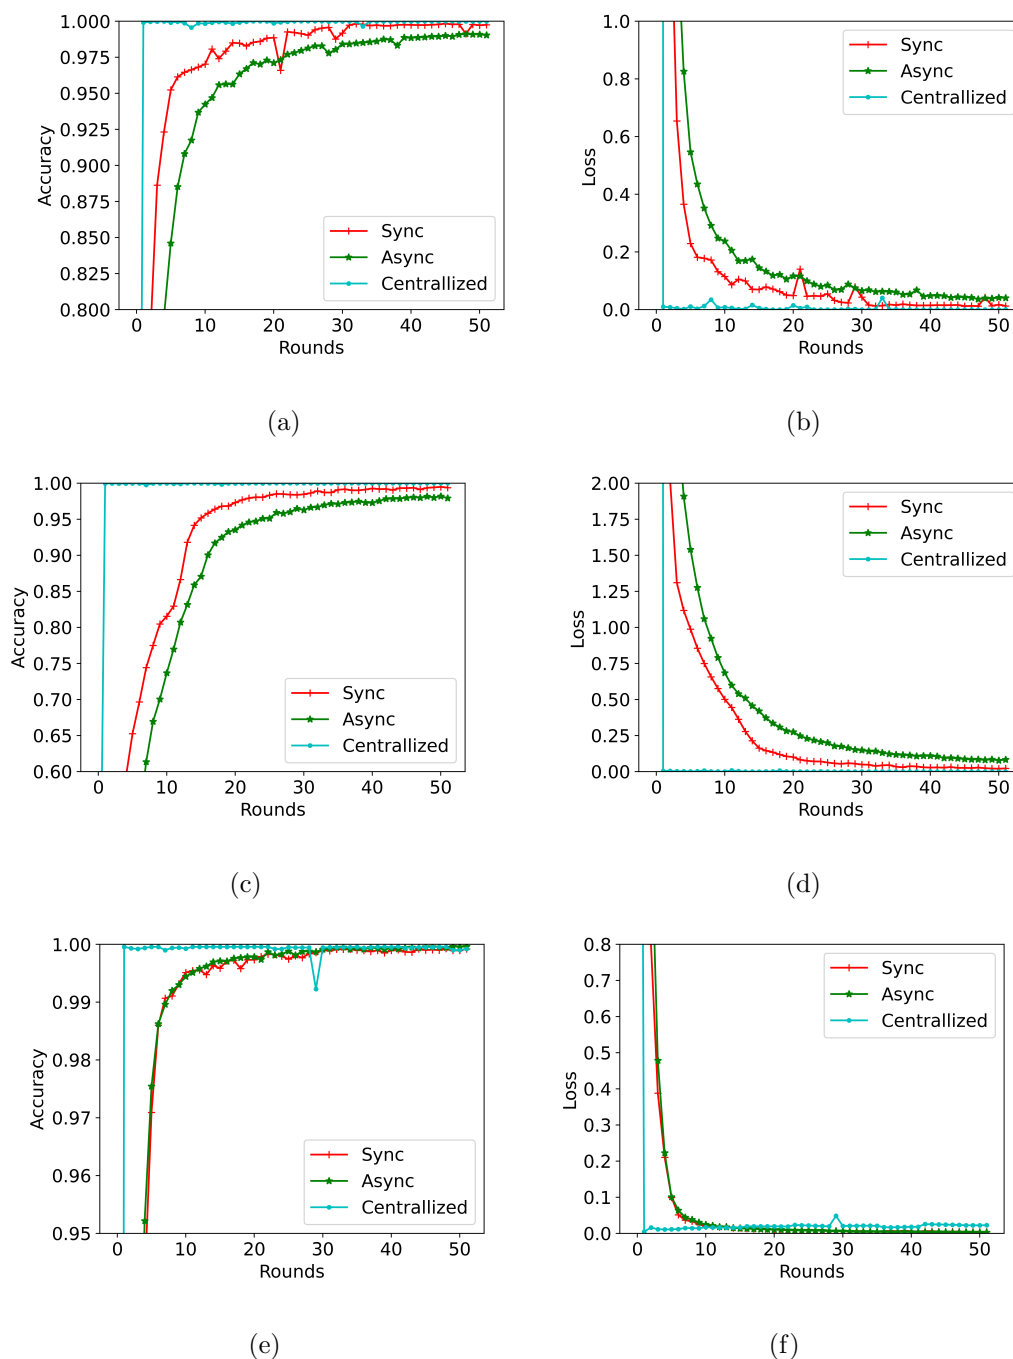 1.000
0.975
0.950
0.925
0.900
0.875
0.850
0.825
0.800
Accuracy
0 10 20 30 40 50
Rounds
Sync
Async
Centrallized
(a)
1.0
0.8
0.6
0.4
0.2
0.0
Loss
0 10 20 30 40 50
Rounds
Sync
Async
Centrallized
(b)
1.00
0.95
0.90
0.85
0.80
0.75
0.70
0.65
0.60
Accuracy
0 10 20 30 40 50
Rounds
Sync
Async
Centrallized
(c)
2.00
1.75
1.50
1.25
1.00
0.75
0.50
0.25
0.00
Loss
0 10 20 30 40 50
Rounds
Sync
Async
Centrallized
(d)
1.00
0.99
0.98
0.97
0.96
0.95
Accuracy
0 10 20 30 40 50
Rounds
Sync
Async
Centrallized
(e)
0.8
0.7
0.6
0.5
0.4
0.3
0.2
0.1
0.0
Loss
0 10 20 30 40 50
Rounds
Sync
Async
Centrallized
(f)